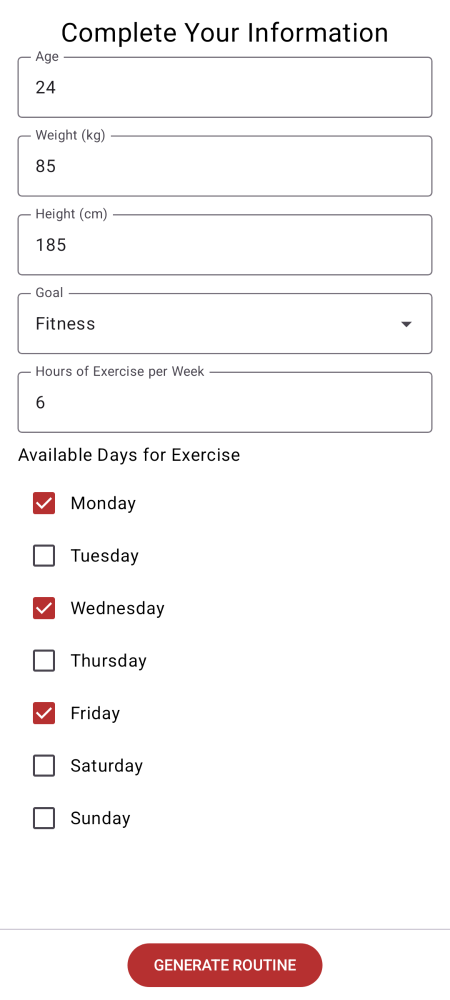 Complete Your Information
Age
24
Weight (kg)
85
Height (cm)
185
Goal
Fitness
Hours of Exercise per Week
6
Available Days for Exercise
Monday
Tuesday
Wednesday
Thursday
Friday
Saturday
Sunday
GENERATE ROUTINE